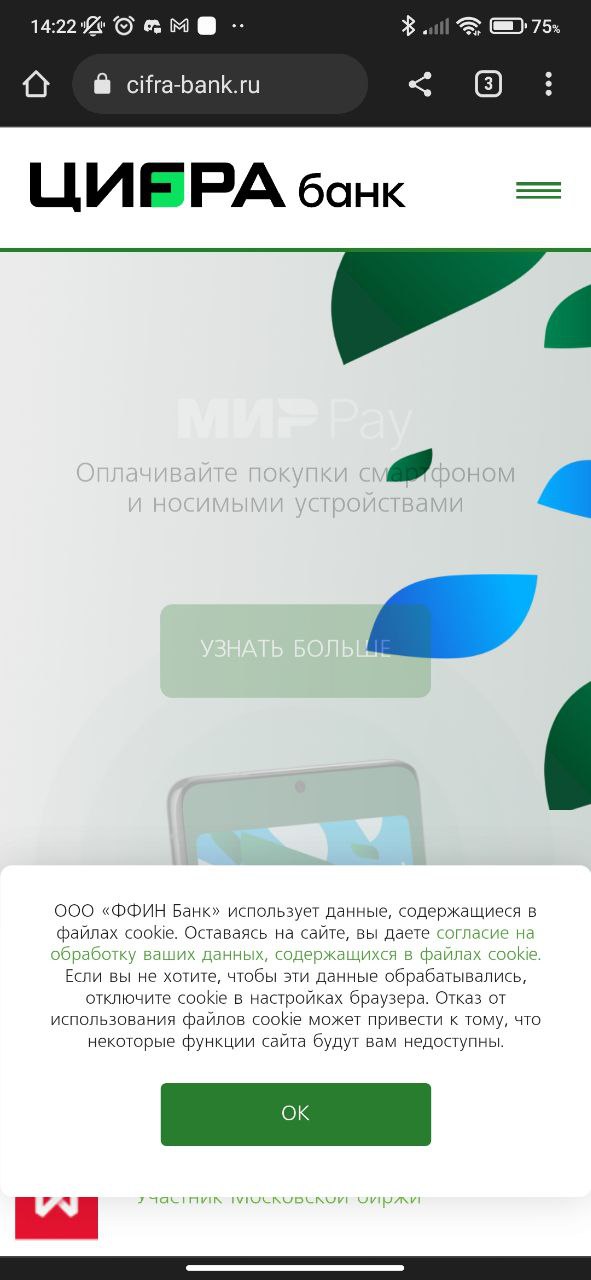 14:22
75%
cifra-bank.ru
3
ЦИФРА банк
МИР Pay
Оплачивайте покупки смартфоном
и носимыми устройствами
УЗНАТЬ БОЛЬШЕ
ООО «ФФИН Банк» использует данные, содержащиеся в
файлах cookie. Оставаясь на сайте, вы даете согласие на
обработку ваших данных, содержащихся в файлах cookie.
Если вы не хотите, чтобы эти данные обрабатывались,
отключите cookie в настройках браузера. Отказ от
использования файлов cookie может привести к тому, что
некоторые функции сайта будут вам недоступны.
ОК
Участник Московской биржи